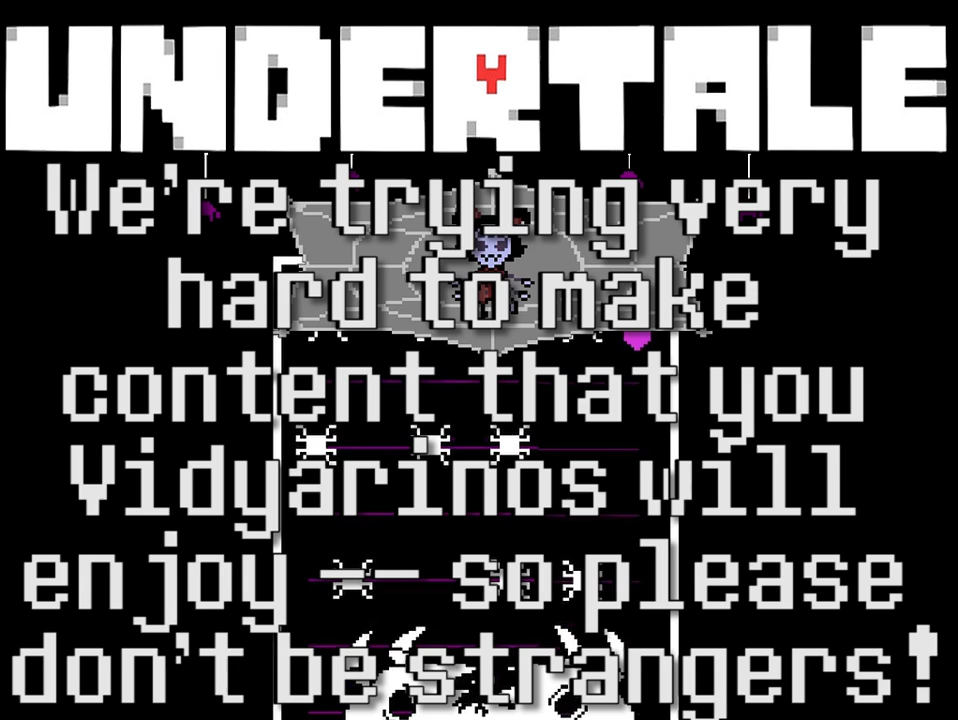 UNDERTALE
We're trying very
hard to make
content that you
Vidyarinos will
enjoy — so please
don't be strangers!